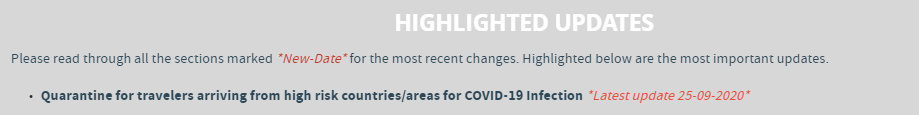 HIGHLIGHTED UPDATES
Please read through all the sections marked *New-Date* for the most recent changes. Highlighted below are the most important updates.
• Quarantine for travelers arriving from high risk countries/areas for COVID-19 Infection *Latest update 25-09-2020*